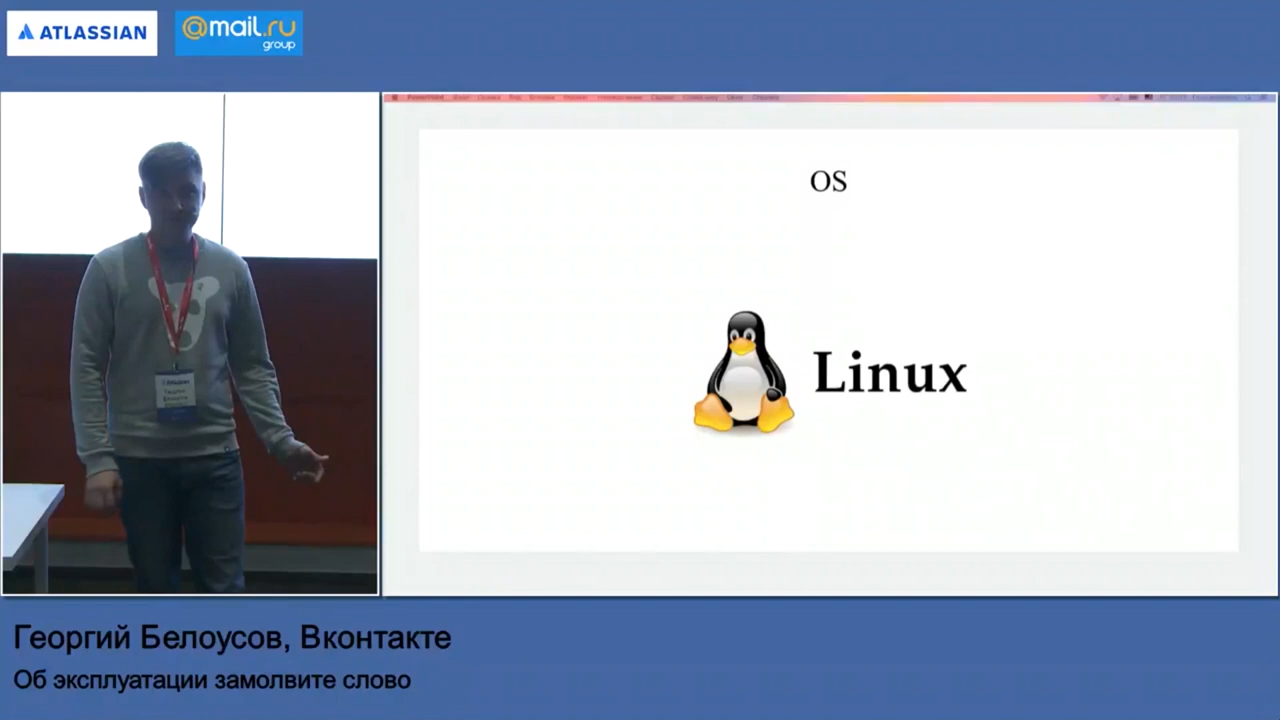 ATLASSIAN
@mail.ru
group
OS
Linux
Георгий Белоусов, Вконтакте
Об эксплуатации замолвите слово